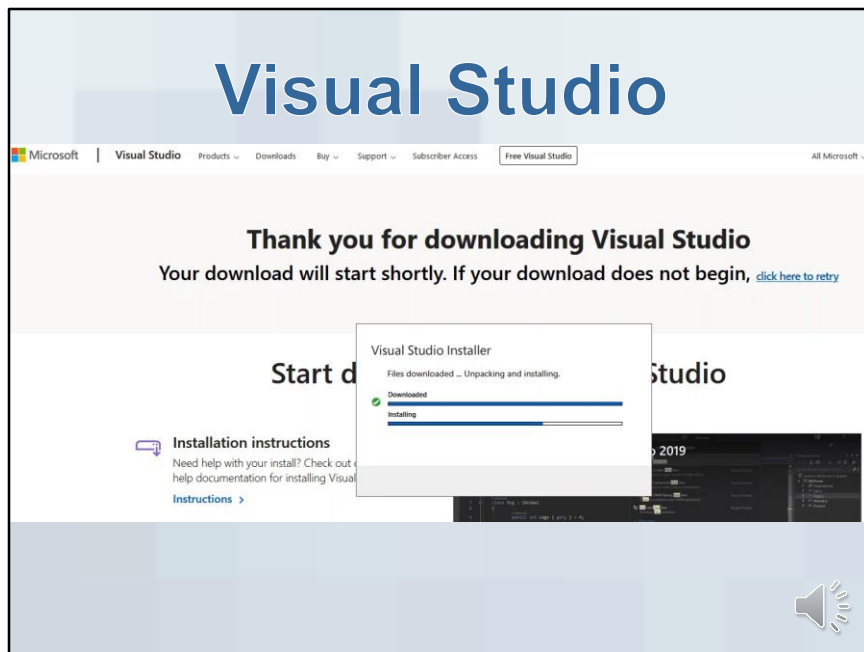 Visual Studio
Microsoft | Visual Studio Products Downloads Buy Support Subscriber Access Free Visual Studio All Microsoft
Thank you for downloading Visual Studio
Your download will start shortly. If your download does not begin, click here to retry
Start d
Studio
Visual Studio Installer
Files downloaded ... Unpacking and installing.
Downloaded
Installing
Installation instructions
Need help with your install? Check out
help documentation for installing Visual
Instructions >
2019